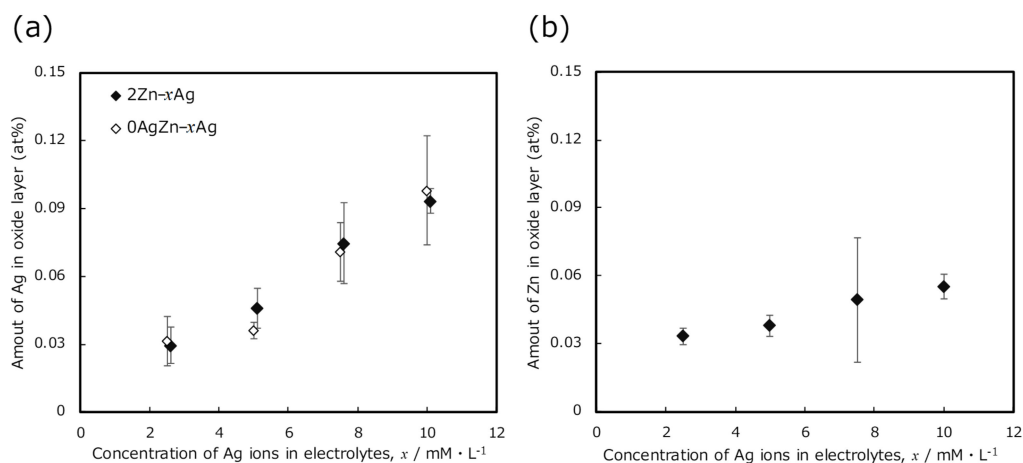 (a)
0.15
0.12
0.09
0.06
0.03
0
0 2 4 6 8 10 12
Amout of Ag in oxide layer (at%)
Concentration of Ag ions in electrolytes, x / mM・L-1
◆ 2Zn-xAg
◇ 0AgZn-xAg
(b)
0.15
0.12
0.09
0.06
0.03
0
0 2 4 6 8 10 12
Amout of Zn in oxide layer (at%)
Concentration of Ag ions in electrolytes, x / mM・L-1